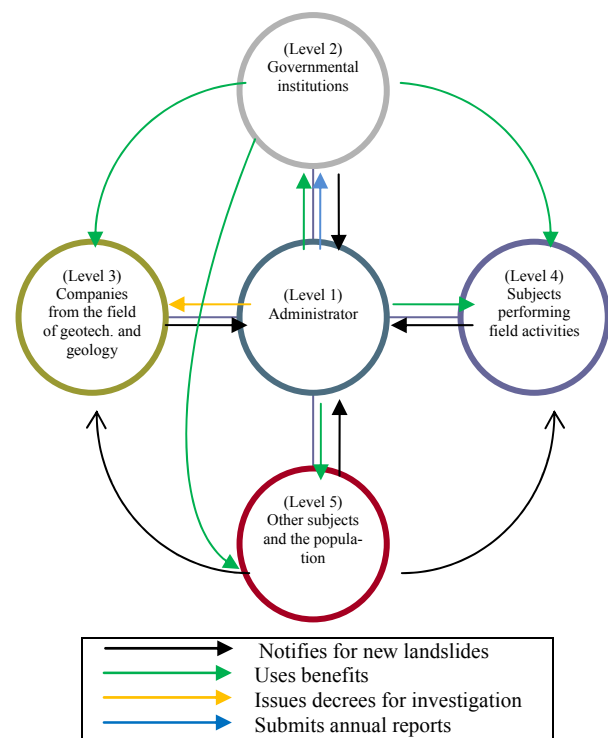 (Level 2)
Governmental
institutions
(Level 3)
Companies
from the field
of geotech. and
geology
(Level 1)
Administrator
(Level 4)
Subjects
performing
field activities
(Level 5)
Other subjects
and the popula-
tion
Notifies for new landslides
Uses benefits
Issues decrees for investigation
Submits annual reports